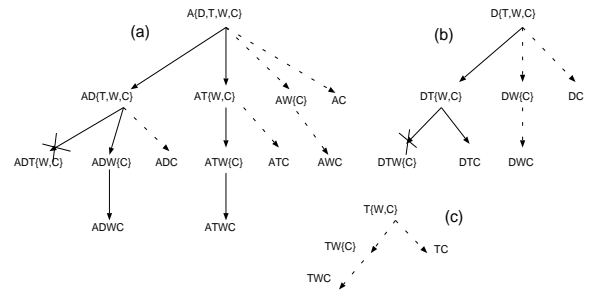 A{D,T,W,C}
D{T,W,C}
(a)
(b)
AD{T,W,C}
AT{W,C}
AW{C}
AC
DT{W,C}
DW{C}
DC
ADT{W,C}
ADW{C}
ADC
ATW{C}
ATC
AWC
DTW{C}
DTC
DWC
ADWC
ATWC
T{W,C}
(c)
TW{C}
TC
TWC